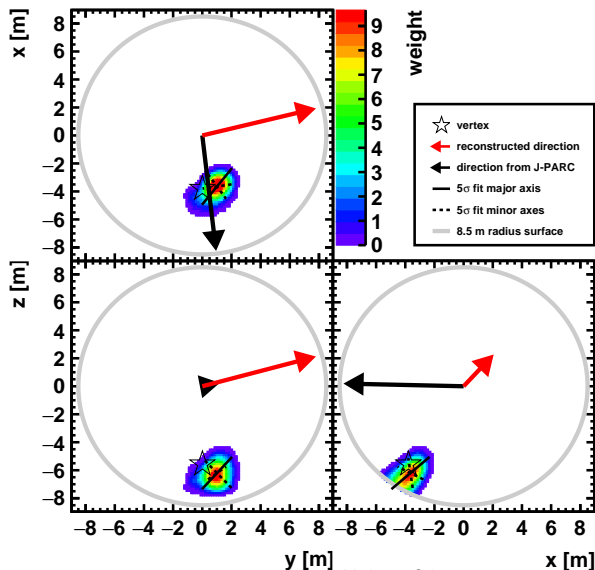 x [m]
8
6
4
2
0
−2
−4
−6
−8
9
8
7
6
5
4
3
2
1
0
weight
vertex
reconstructed direction
direction from J-PARC
5σ fit major axis
5σ fit minor axes
8.5 m radius surface
z [m]
8
6
4
2
0
−2
−4
−6
−8
−8 −6 −4 −2 0 2 4 6 8
−8 −6 −4 −2 0 2 4 6 8
y [m]
x [m]